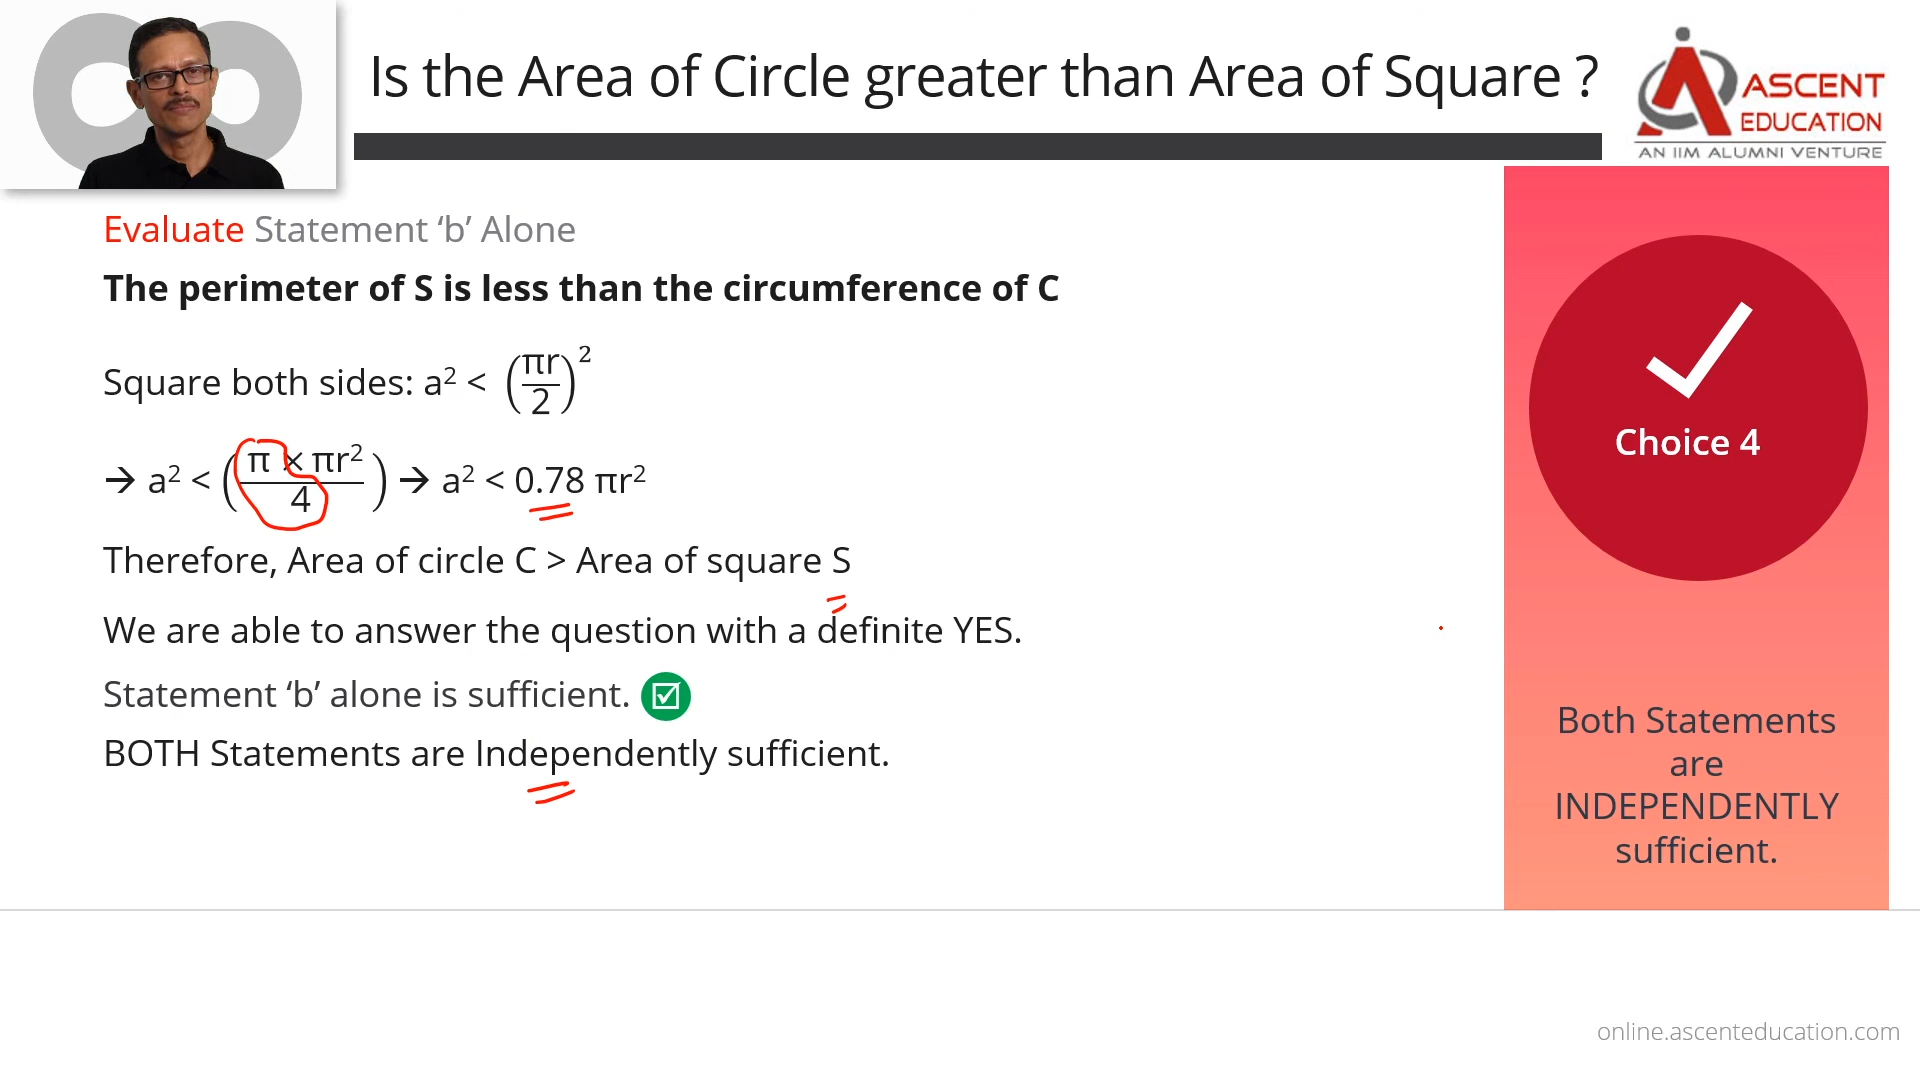 Is the Area of Circle greater than Area of Square ?
ASCENT
EDUCATION
AN IIM ALUMNI VENTURE
Evaluate Statement ‘b’ Alone
The perimeter of S is less than the circumference of C
Square both sides: a² < (πr/2)²
→ a² < (π × πr²/4) → a² < 0.78 πr²
Therefore, Area of circle C > Area of square S
We are able to answer the question with a definite YES.
Statement ‘b’ alone is sufficient.
BOTH Statements are Independently sufficient.
Choice 4
Both Statements
are
INDEPENDENTLY
sufficient.
online.ascenteducation.com